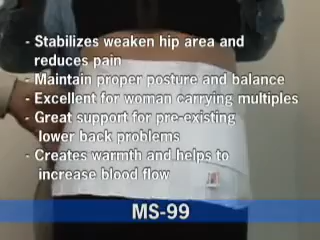 - Stabilizes weaken hip area and
reduces pain
- Maintain proper posture and balance
- Excellent for woman carrying multiples
- Great support for pre-existing
lower back problems
- Creates warmth and helps to
increase blood flow
MS-99